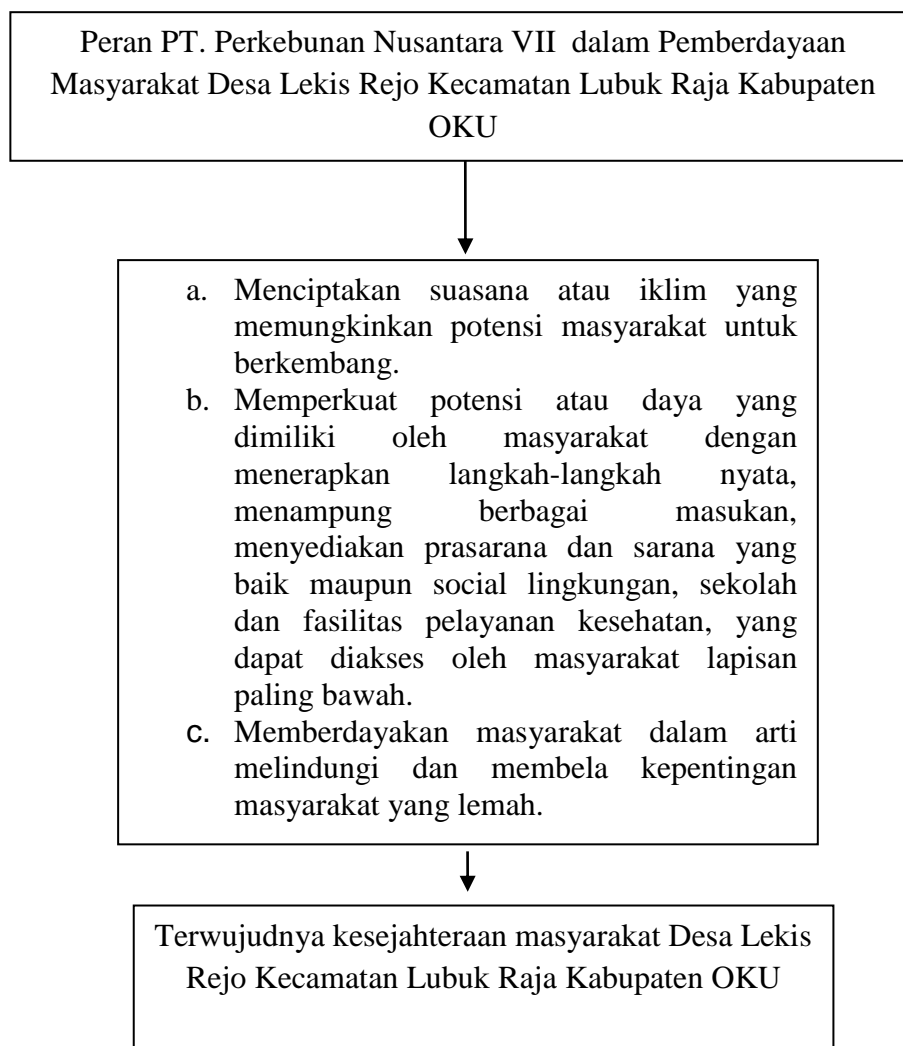 Peran PT. Perkebunan Nusantara VII dalam Pemberdayaan
Masyarakat Desa Lekis Rejo Kecamatan Lubuk Raja Kabupaten
OKU
a. Menciptakan suasana atau iklim yang
memungkinkan potensi masyarakat untuk
berkembang.
b. Memperkuat potensi atau daya yang
dimiliki oleh masyarakat dengan
menerapkan langkah-langkah nyata,
menampung berbagai masukan,
menyediakan prasarana dan sarana yang
baik maupun social lingkungan, sekolah
dan fasilitas pelayanan kesehatan, yang
dapat diakses oleh masyarakat lapisan
paling bawah.
c. Memberdayakan masyarakat dalam arti
melindungi dan membela kepentingan
masyarakat yang lemah.
Terwujudnya kesejahteraan masyarakat Desa Lekis
Rejo Kecamatan Lubuk Raja Kabupaten OKU